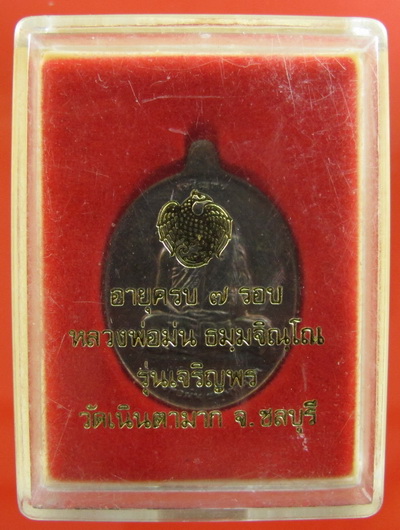 อายุครบ ๗ รอบ
หลวงพ่อม่น ธมฺมจิณฺโณ
รุ่นเจริญพร
วัดเนินตามาก จ.ชลบุรี